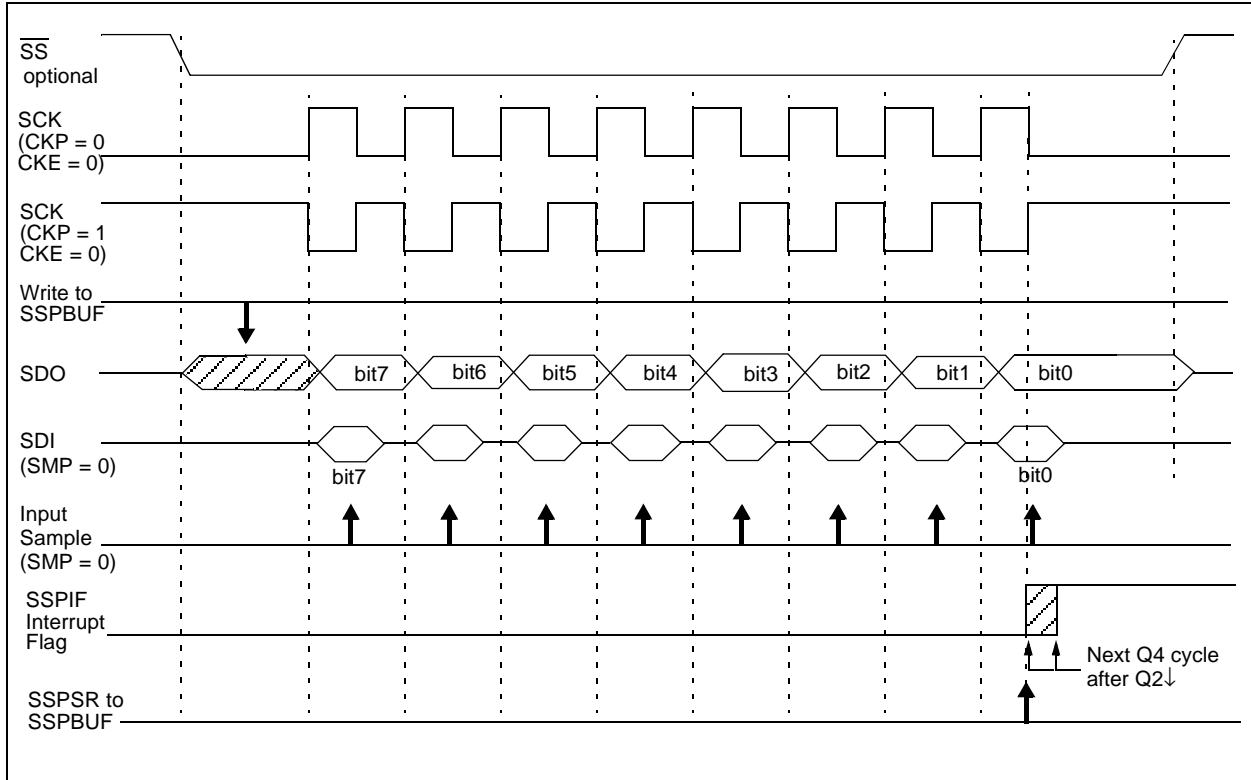 SS
optional
SCK
(CKP = 0
CKE = 0)
SCK
(CKP = 1
CKE = 0)
Write to
SSPBUF
SDO
bit7
bit6
bit5
bit4
bit3
bit2
bit1
bit0
SDI
(SMP = 0)
bit7
bit0
Input
Sample
(SMP = 0)
SSPIF
Interrupt
Flag
Next Q4 cycle
after Q2↓
SSPSR to
SSPBUF